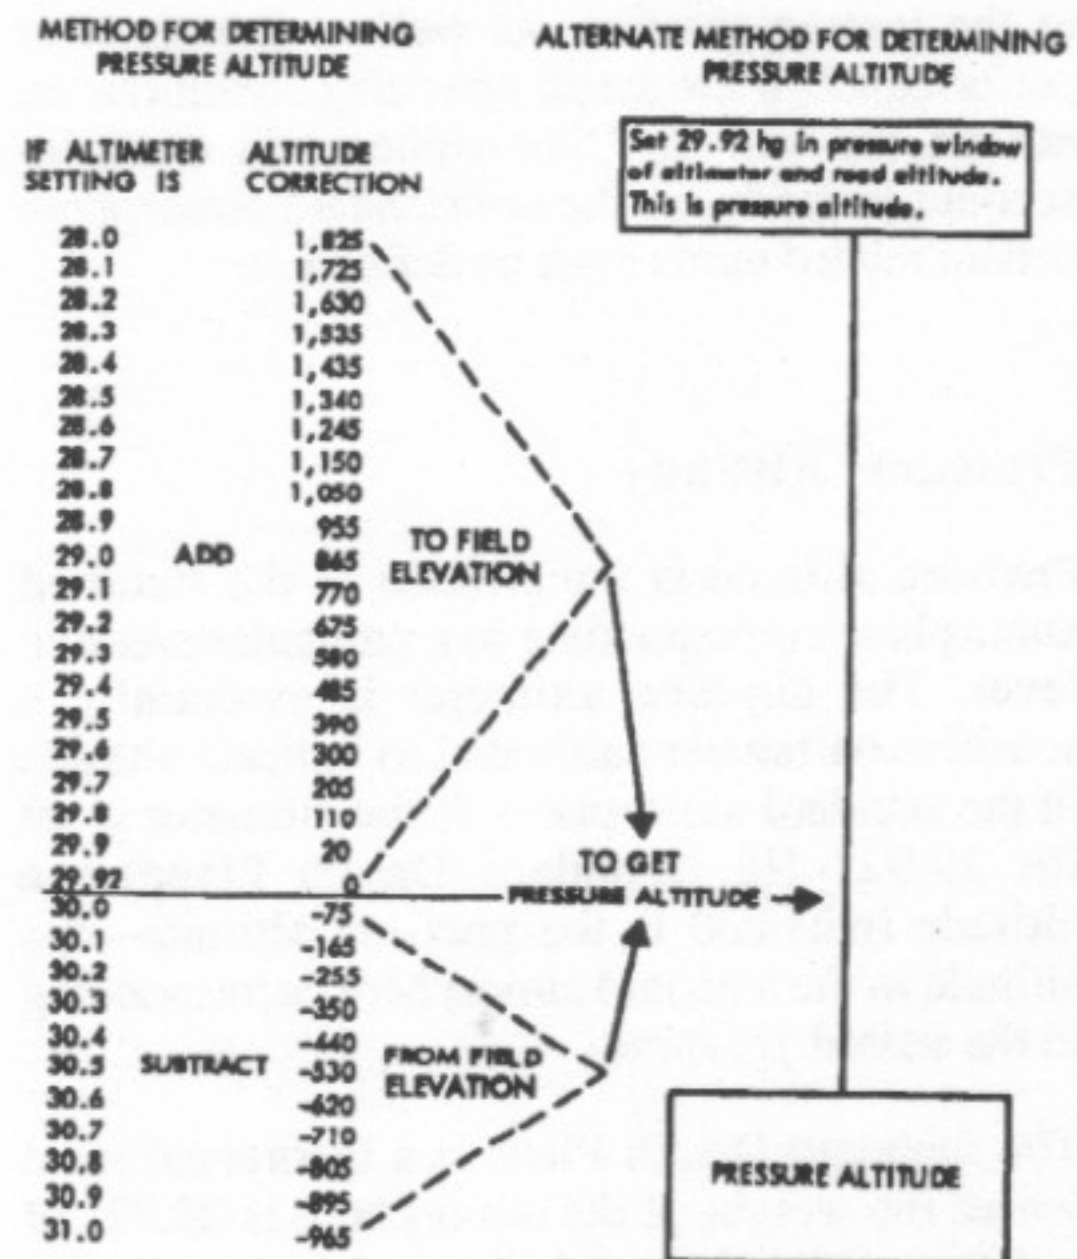 METHOD FOR DETERMINING
PRESSURE ALTITUDE
ALTERNATE METHOD FOR DETERMINING
PRESSURE ALTITUDE
Set 29.92 hg in pressure window
of altimeter and read altitude.
This is pressure altitude.
IF ALTIMETER ALTITUDE
SETTING IS CORRECTION
28.0 1,825
28.1 1,725
28.2 1,630
28.3 1,535
28.4 1,435
28.5 1,340
28.6 1,245
28.7 1,150
28.8 1,050
28.9 955
29.0 ADD 865
29.1 770
29.2 675
29.3 580
29.4 485
29.5 390
29.6 300
29.7 205
29.8 110
29.9 20
29.92 0
TO FIELD
ELEVATION
TO GET
PRESSURE ALTITUDE
30.0 -75
30.1 -165
30.2 -255
30.3 -350
30.4 -440
30.5 SUBTRACT -530
30.6 -620
30.7 -710
30.8 -805
30.9 -895
31.0 -965
FROM FIELD
ELEVATION
PRESSURE ALTITUDE